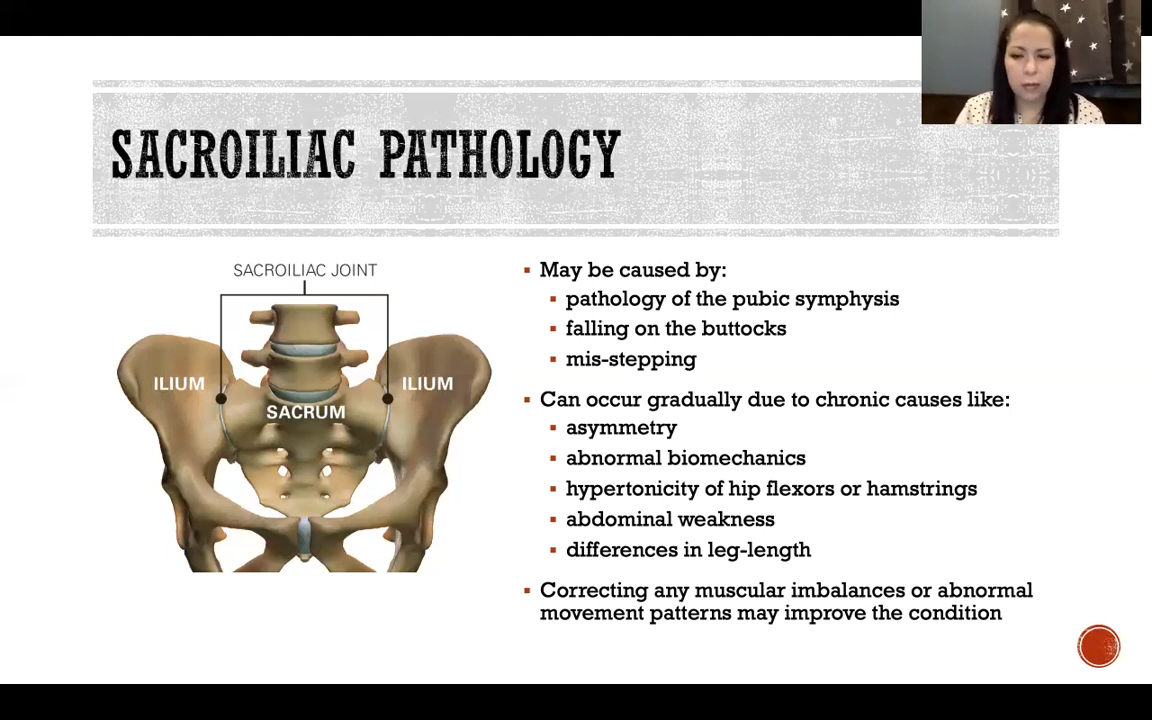 SACROILIAC PATHOLOGY
SACROILIAC JOINT
ILIUM
ILIUM
SACRUM
May be caused by:
pathology of the pubic symphysis
falling on the buttocks
mis-stepping
Can occur gradually due to chronic causes like:
asymmetry
abnormal biomechanics
hypertonicity of hip flexors or hamstrings
abdominal weakness
differences in leg-length
Correcting any muscular imbalances or abnormal
movement patterns may improve the condition